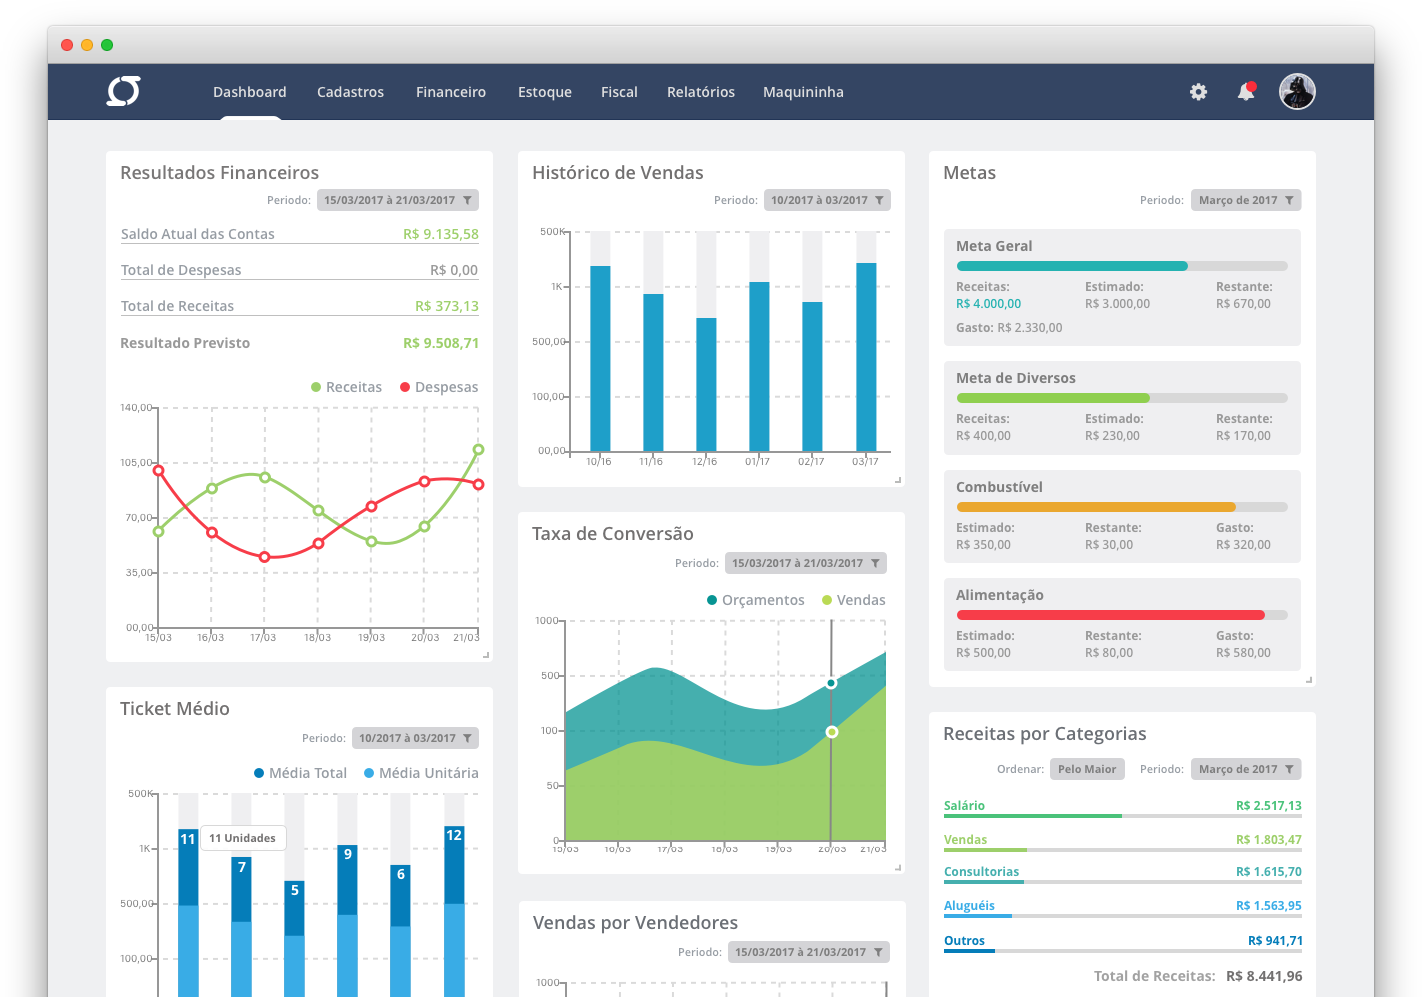 Dashboard Cadastros Financeiro Estoque Fiscal Relatórios Maquininha
Resultados Financeiros
Periodo: 15/03/2017 à 21/03/2017
Saldo Atual das Contas R$ 9.135,58
Total de Despesas R$ 0,00
Total de Receitas R$ 373,13
Resultado Previsto R$ 9.508,71
Receitas Despesas
140,00
105,00
70,00
35,00
00,00
15/03 16/03 17/03 18/03 19/03 20/03 21/03
Ticket Médio
Periodo: 10/2017 à 03/2017
Média Total Média Unitária
500K
1K
500,00
100,00
11 7 5 9 6 12
11 Unidades
Histórico de Vendas
Periodo: 10/2017 à 03/2017
500K
1K
500,00
100,00
00,00
10/16 11/16 12/16 01/17 02/17 03/17
Taxa de Conversão
Periodo: 15/03/2017 à 21/03/2017
Orçamentos Vendas
1000
500
100
50
0
15/03 16/03 17/03 18/03 19/03 20/03 21/03
Vendas por Vendedores
Periodo: 15/03/2017 à 21/03/2017
1000
Metas
Periodo: Março de 2017
Meta Geral
Receitas: Estimado: Restante:
R$ 4.000,00 R$ 3.000,00 R$ 670,00
Gasto: R$ 2.330,00
Meta de Diversos
Receitas: Estimado: Restante:
R$ 400,00 R$ 230,00 R$ 170,00
Combustível
Estimado: Restante: Gasto:
R$ 350,00 R$ 30,00 R$ 320,00
Alimentação
Estimado: Restante: Gasto:
R$ 500,00 R$ 80,00 R$ 580,00
Receitas por Categorias
Ordenar: Pelo Maior Periodo: Março de 2017
Salário R$ 2.517,13
Vendas R$ 1.803,47
Consultorias R$ 1.615,70
Aluguéis R$ 1.563,95
Outros R$ 941,71
Total de Receitas: R$ 8.441,96